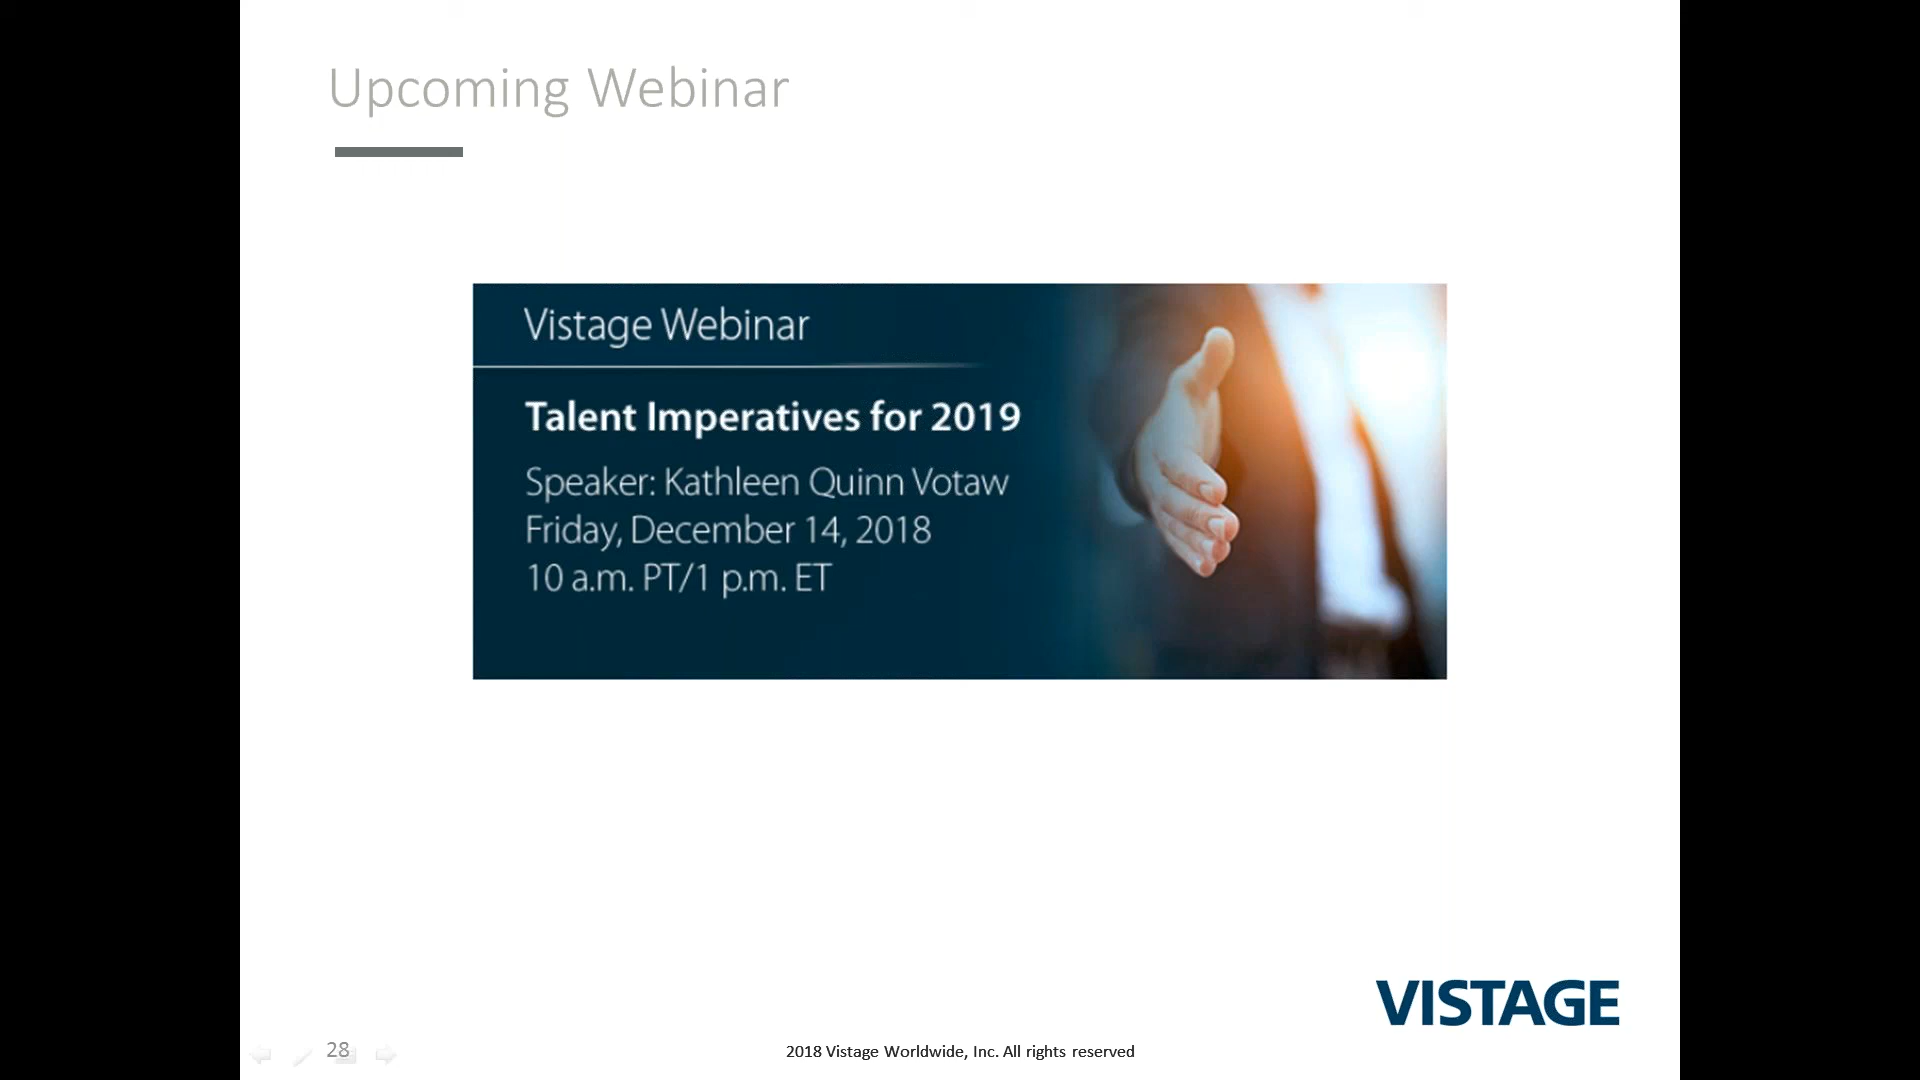 Upcoming Webinar
Vistage Webinar
Talent Imperatives for 2019
Speaker: Kathleen Quinn Votaw
Friday, December 14, 2018
10 a.m. PT/1 p.m. ET
VISTAGE
28
2018 Vistage Worldwide, Inc. All rights reserved